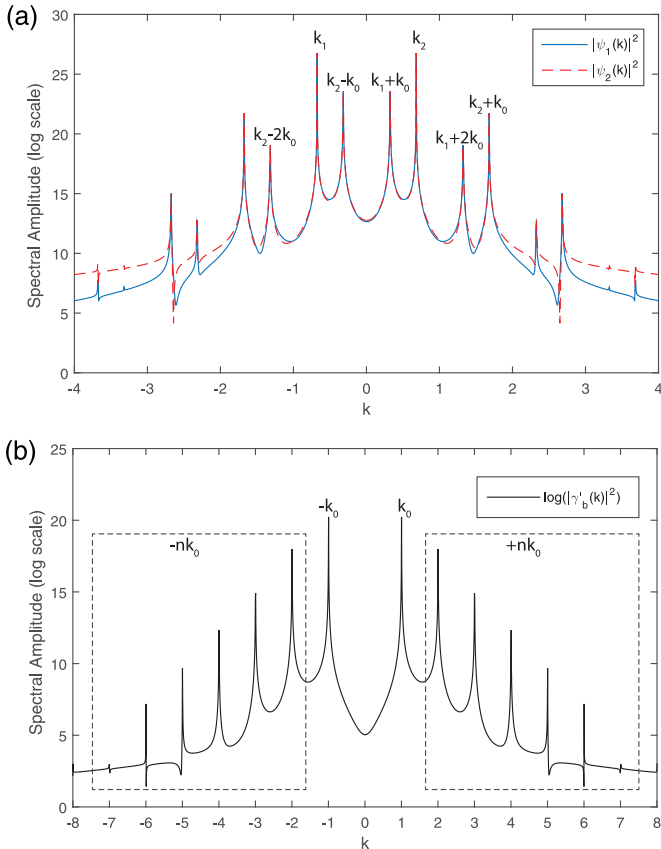 (a)
30
25
20
15
10
5
0
Spectral Amplitude (log scale)
k₁
k₂
k₂-k₀
k₁+k₀
k₂-2k₀
k₁+2k₀
k₂+k₀
|ψ₁(k)|²
|ψ₂(k)|²
-4 -3 -2 -1 0 1 2 3 4
k
(b)
25
20
15
10
5
0
Spectral Amplitude (log scale)
log(|γ'_b(k)|²)
-k₀
k₀
-nk₀
+nk₀
-8 -7 -6 -5 -4 -3 -2 -1 0 1 2 3 4 5 6 7 8
k